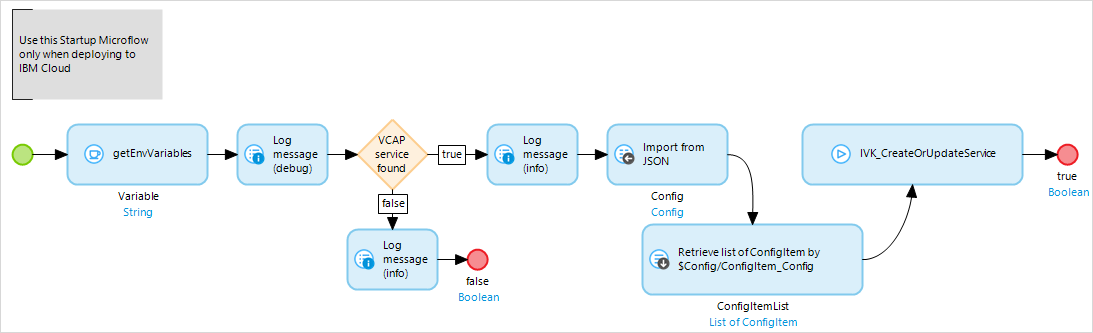 Use this Startup Microflow
only when deploying to
IBM Cloud
getEnvVariables
Variable
String
Log
message
(debug)
VCAP
service
found
true
false
Log
message
(info)
false
Boolean
Log
message
(info)
Import from
JSON
Config
Config
Retrieve list of ConfigItem by
$Config/ConfigItem_Config
ConfigItemList
List of ConfigItem
IVK_CreateOrUpdateService
true
Boolean